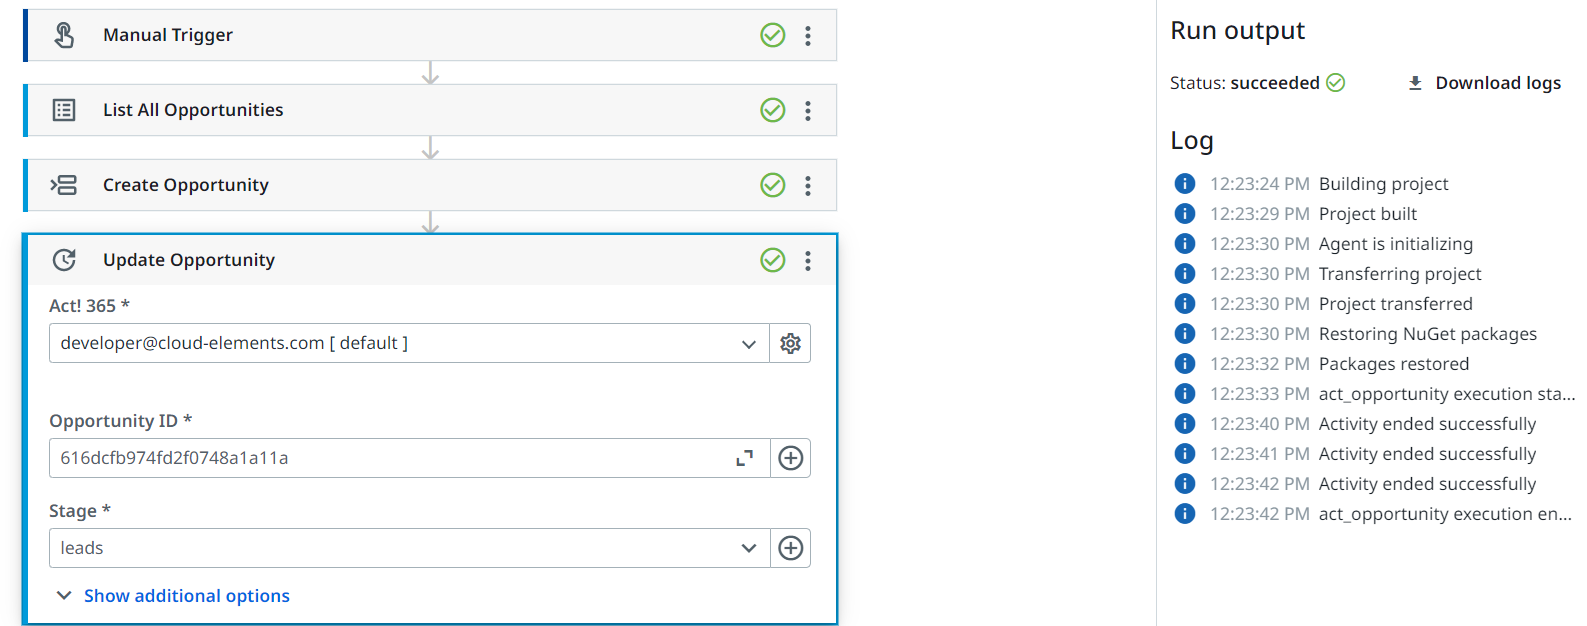 Manual Trigger
List All Opportunities
Create Opportunity
Update Opportunity
Act! 365 *
developer@cloud-elements.com [ default ]
Opportunity ID *
616dcfb974fd2f0748a1a11a
Stage *
leads
Show additional options
Run output
Status: succeeded
Download logs
Log
12:23:24 PM Building project
12:23:29 PM Project built
12:23:30 PM Agent is initializing
12:23:30 PM Transferring project
12:23:30 PM Project transferred
12:23:30 PM Restoring NuGet packages
12:23:32 PM Packages restored
12:23:33 PM act_opportunity execution sta...
12:23:40 PM Activity ended successfully
12:23:41 PM Activity ended successfully
12:23:42 PM Activity ended successfully
12:23:42 PM act_opportunity execution en...